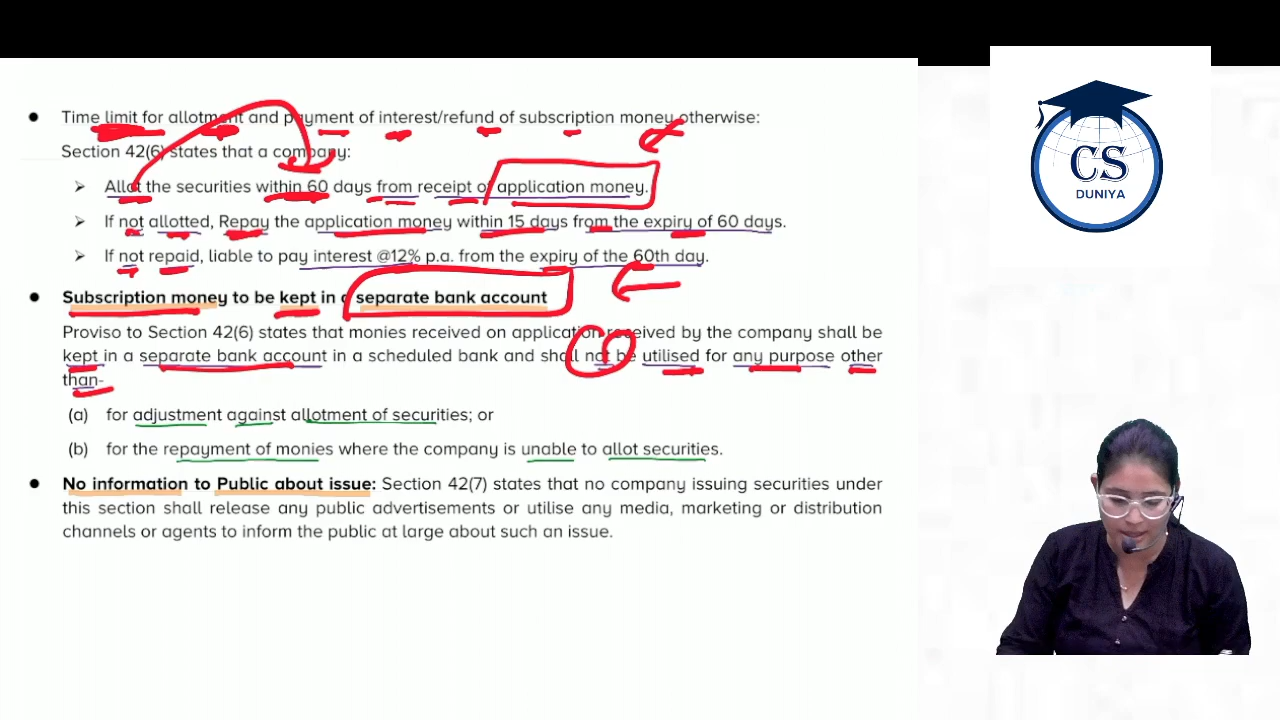 ● Time limit for allotment and payment of interest/refund of subscription money otherwise:
Section 42(6) states that a company:
➤ Allot the securities within 60 days from receipt of application money.
➤ If not allotted, Repay the application money within 15 days from the expiry of 60 days.
➤ If not repaid, liable to pay interest @12% p.a. from the expiry of the 60th day.
● Subscription money to be kept in a separate bank account
Proviso to Section 42(6) states that monies received on application received by the company shall be
kept in a separate bank account in a scheduled bank and shall not be utilised for any purpose other
than-
(a) for adjustment against allotment of securities; or
(b) for the repayment of monies where the company is unable to allot securities.
● No information to Public about issue: Section 42(7) states that no company issuing securities under
this section shall release any public advertisements or utilise any media, marketing or distribution
channels or agents to inform the public at large about such an issue.
CS
DUNIYA